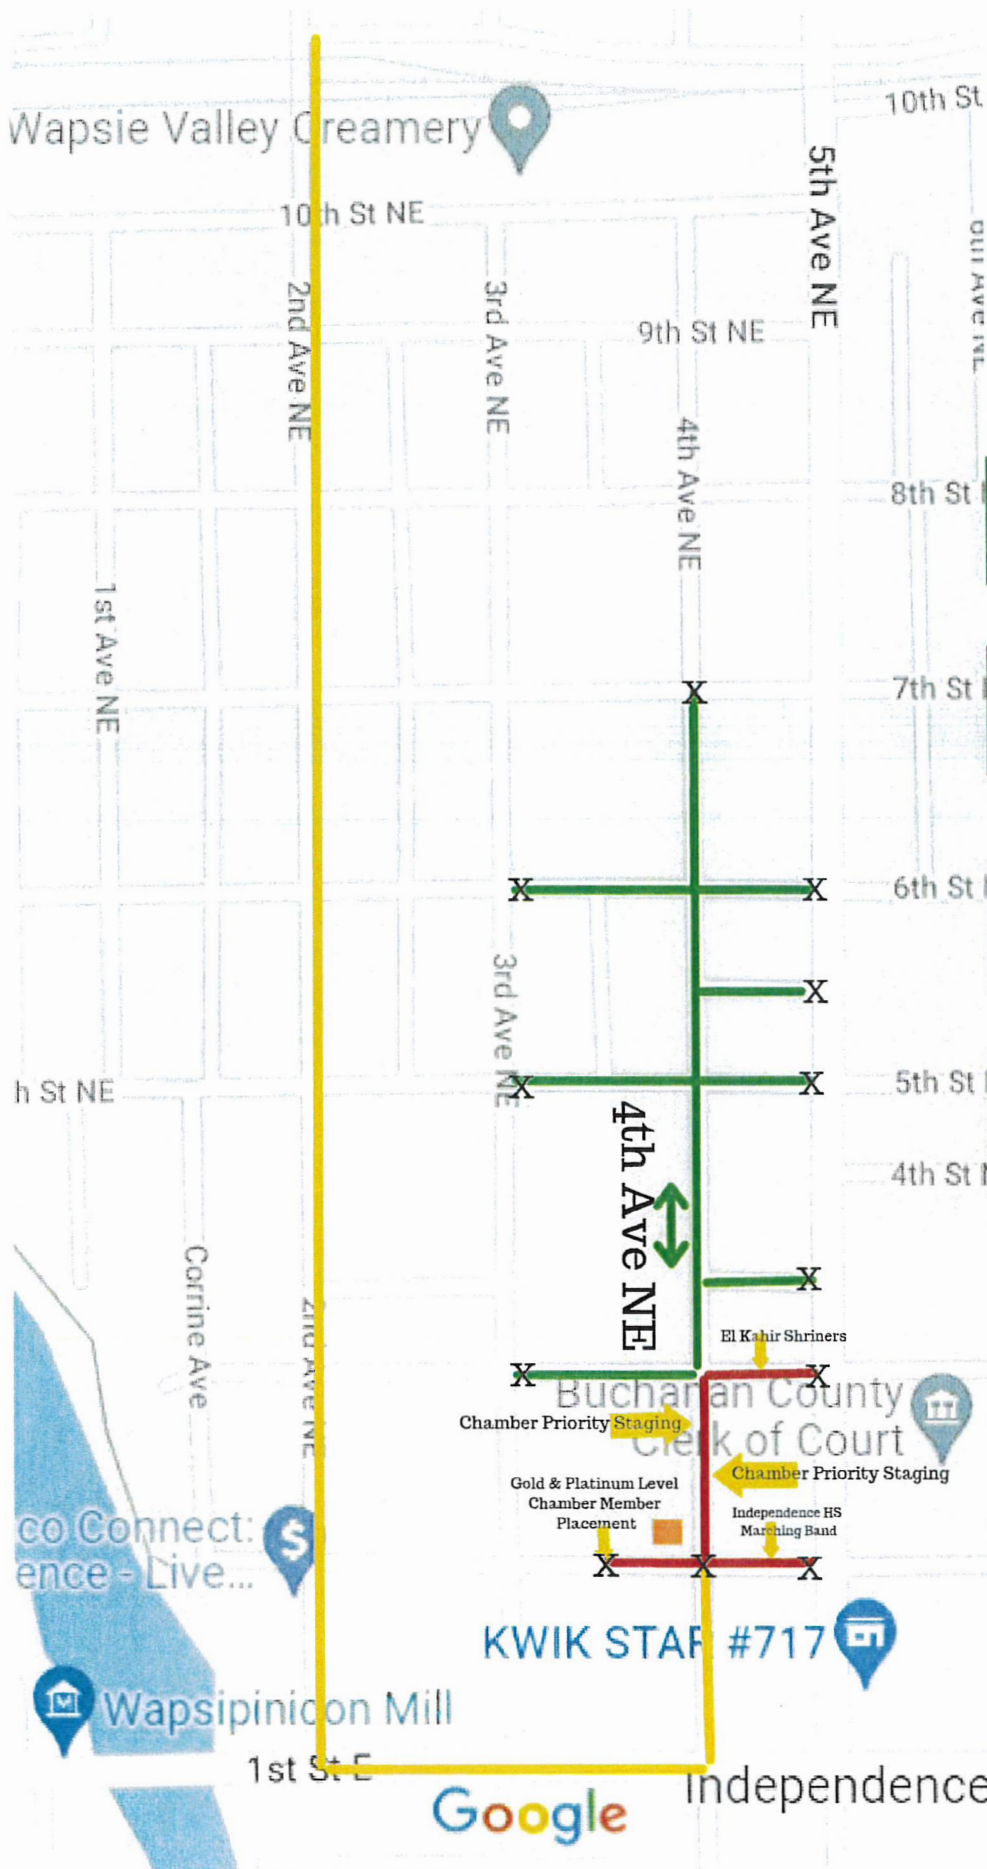 10th St
Wapsie Valley Creamery
5th Ave NE
10th St NE
2nd Ave NE
3rd Ave NE
9th St NE
4th Ave NE
8th St
1st Ave NE
X
7th St
X
X
6th St
3rd Ave NE
X
h St NE
X
X
5th St
4th Ave NE
4th St
Corrine Ave
2nd Ave NE
X
El Kahir Shriners
X
X
Buchanan County
Clerk of Court
Chamber Priority Staging
Chamber Priority Staging
Gold & Platinum Level
Chamber Member
Placement
Independence HS
Marching Band
co Connect:
ence - Live...
$
X
X
X
KWIK STAR #717
M
Wapsipinicon Mill
1st St E
Independence
Google